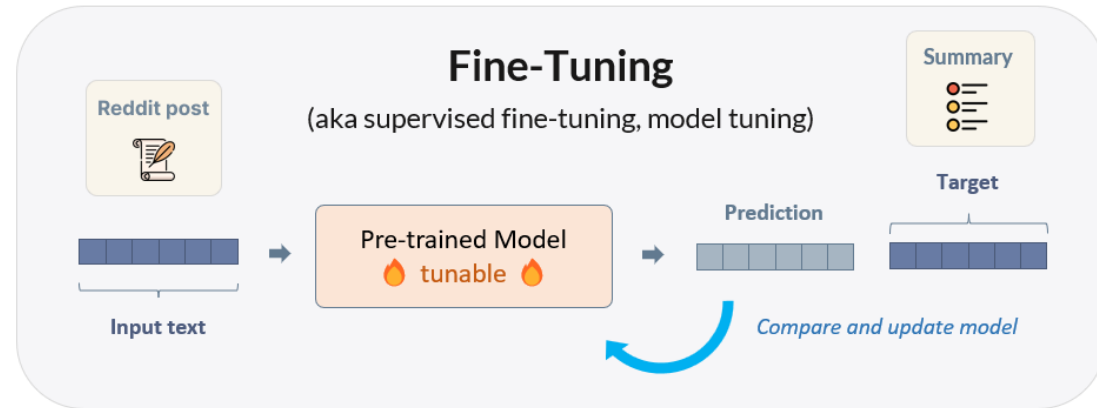 Fine-Tuning
(aka supervised fine-tuning, model tuning)
Reddit post
Summary
Target
Prediction
Pre-trained Model
tunable
Input text
Compare and update model